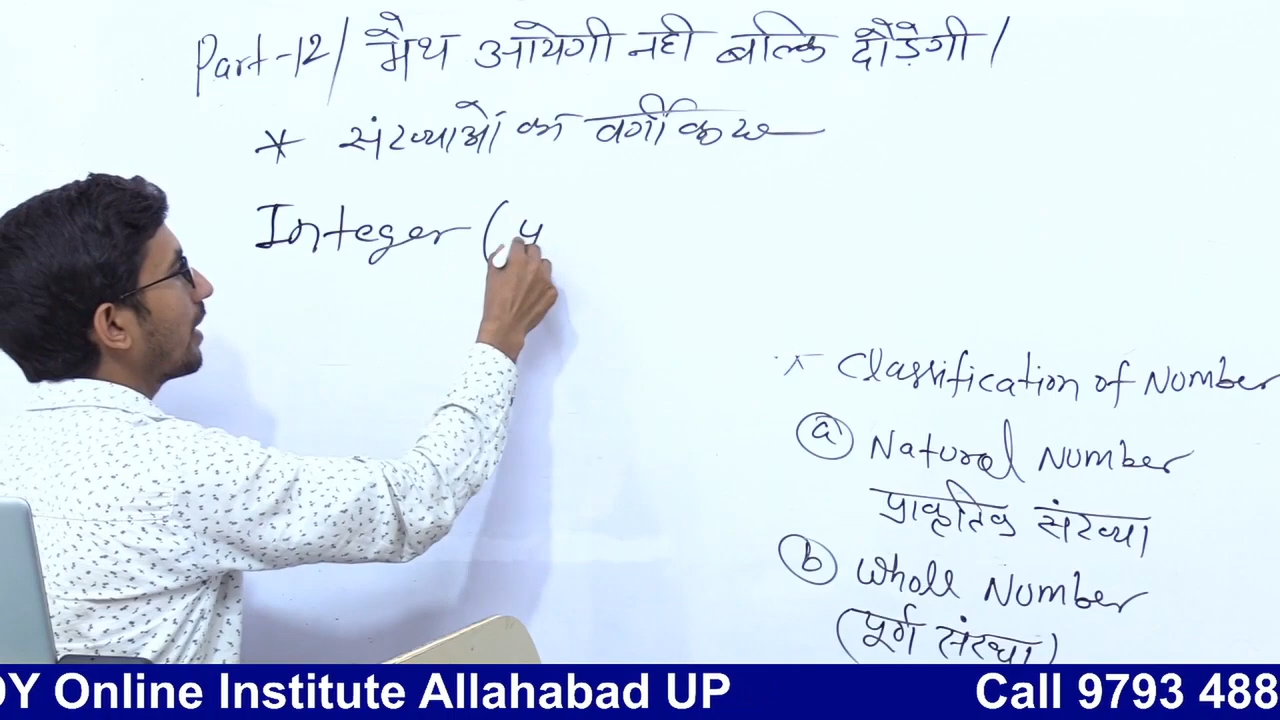 Part-12/ मैथ आयेगी नही बल्कि दौड़ेगी /
* संख्याओं का वर्गीकरण
Integer ( पू
* Classification of Number
(a) Natural Number
प्राकृतिक संख्या
(b) Whole Number
(पूर्ण संख्या)
DY Online Institute Allahabad UP Call 9793 488